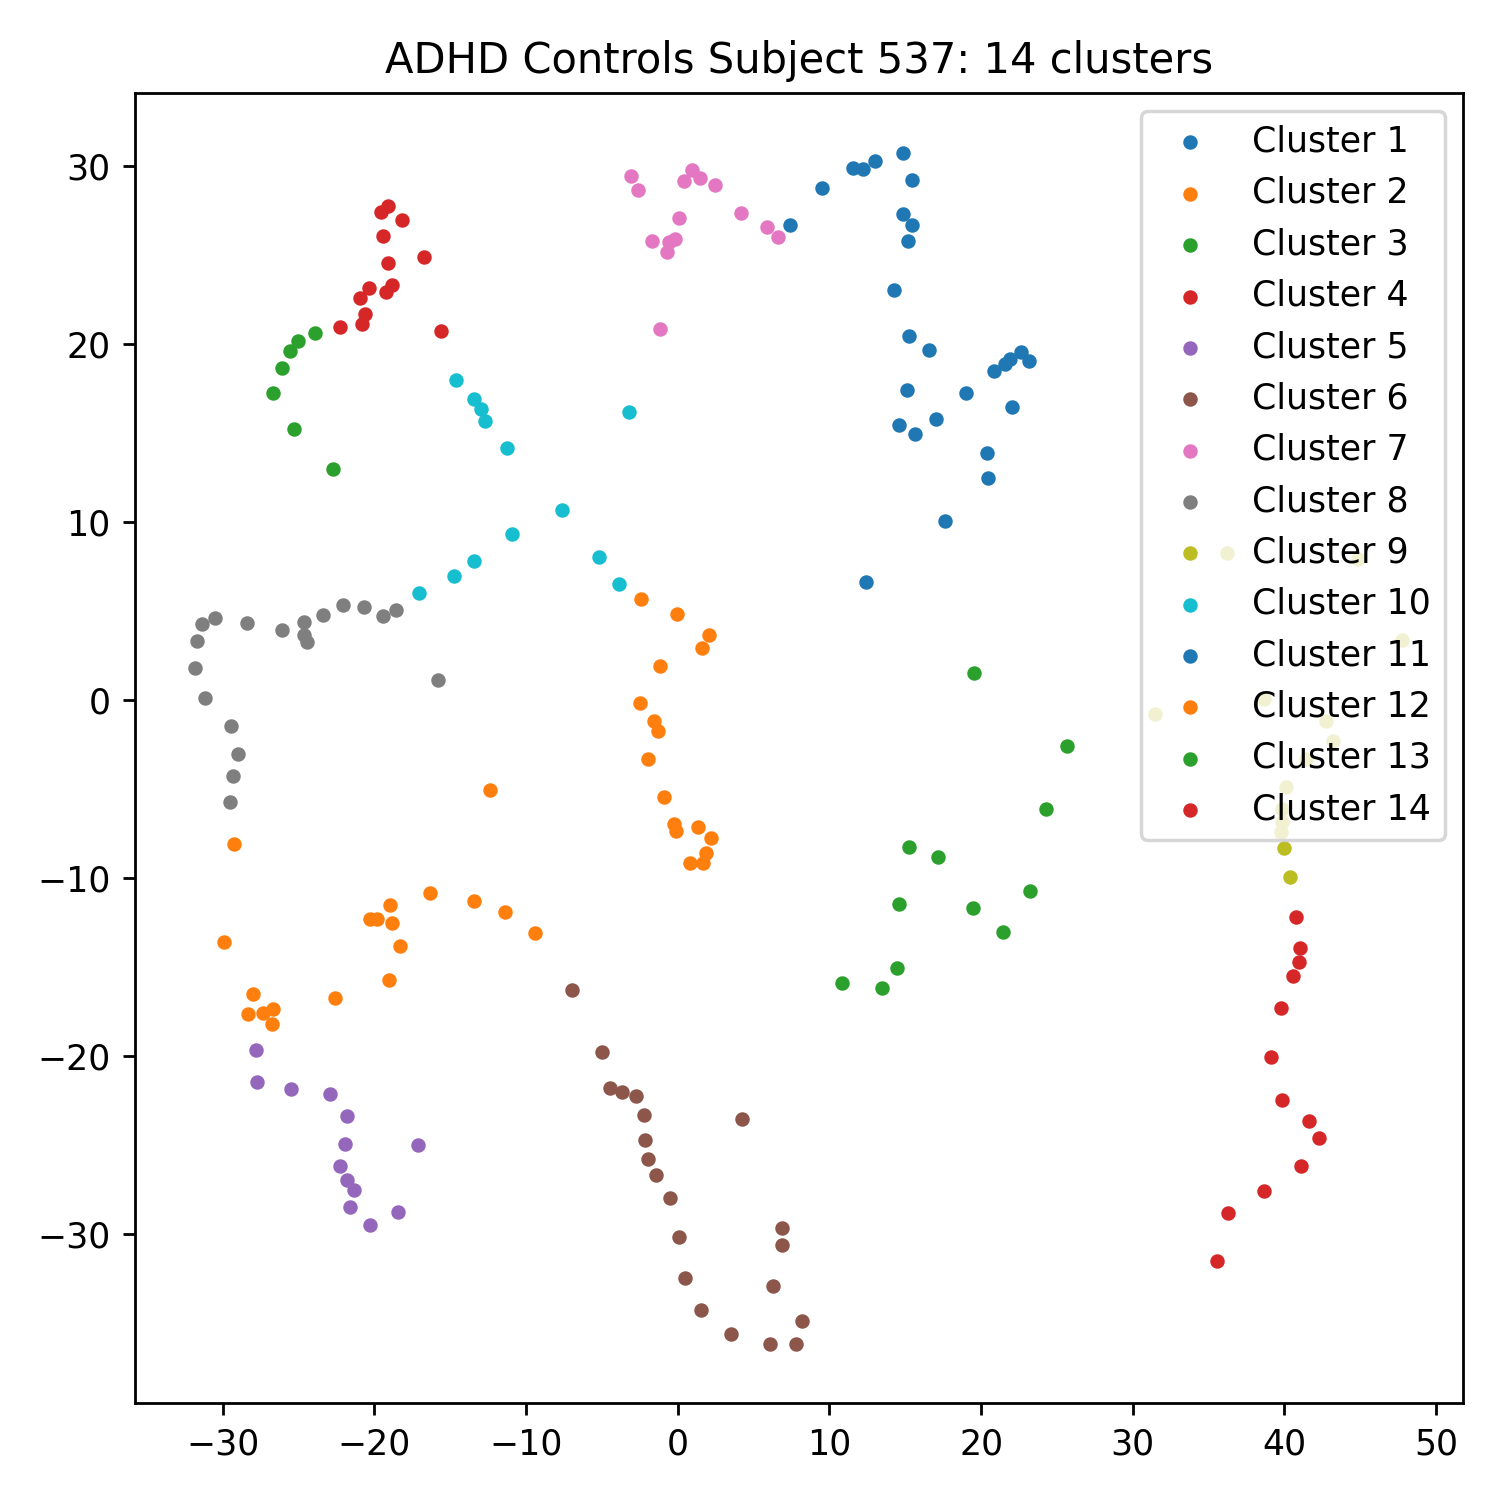 ADHD Controls Subject 537: 14 clusters
Cluster 1
Cluster 2
Cluster 3
Cluster 4
Cluster 5
Cluster 6
Cluster 7
Cluster 8
Cluster 9
Cluster 10
Cluster 11
Cluster 12
Cluster 13
Cluster 14
30
20
10
0
−10
−20
−30
−30 −20 −10 0 10 20 30 40 50